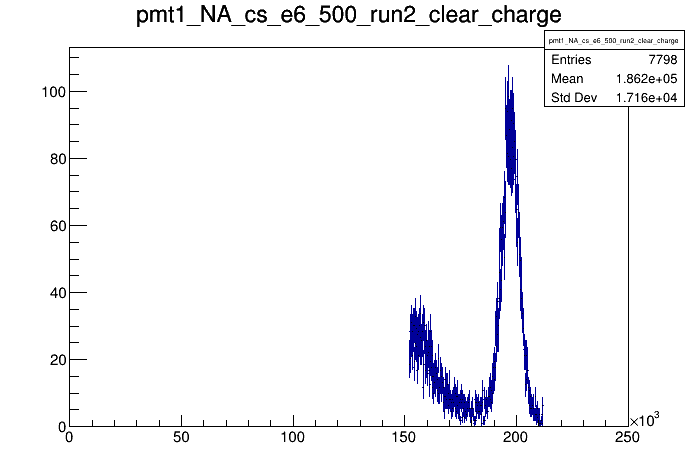 pmt1_NA_cs_e6_500_run2_clear_charge
pmt1_NA_cs_e6_500_run2_clear_charge
Entries 7798
Mean 1.862e+05
Std Dev 1.716e+04
100
80
60
40
20
0
0 50 100 150 200 250
×10³